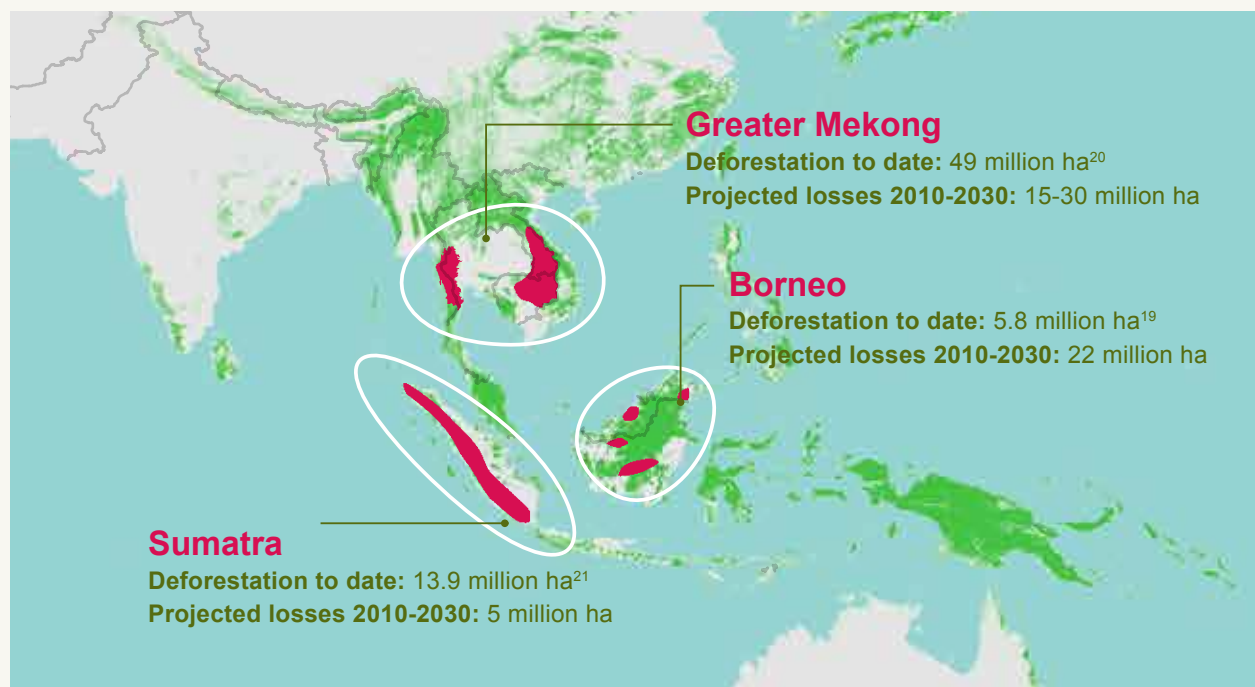 Greater Mekong
Deforestation to date: 49 million ha²⁰
Projected losses 2010-2030: 15-30 million ha
Borneo
Deforestation to date: 5.8 million ha¹⁹
Projected losses 2010-2030: 22 million ha
Sumatra
Deforestation to date: 13.9 million ha²¹
Projected losses 2010-2030: 5 million ha